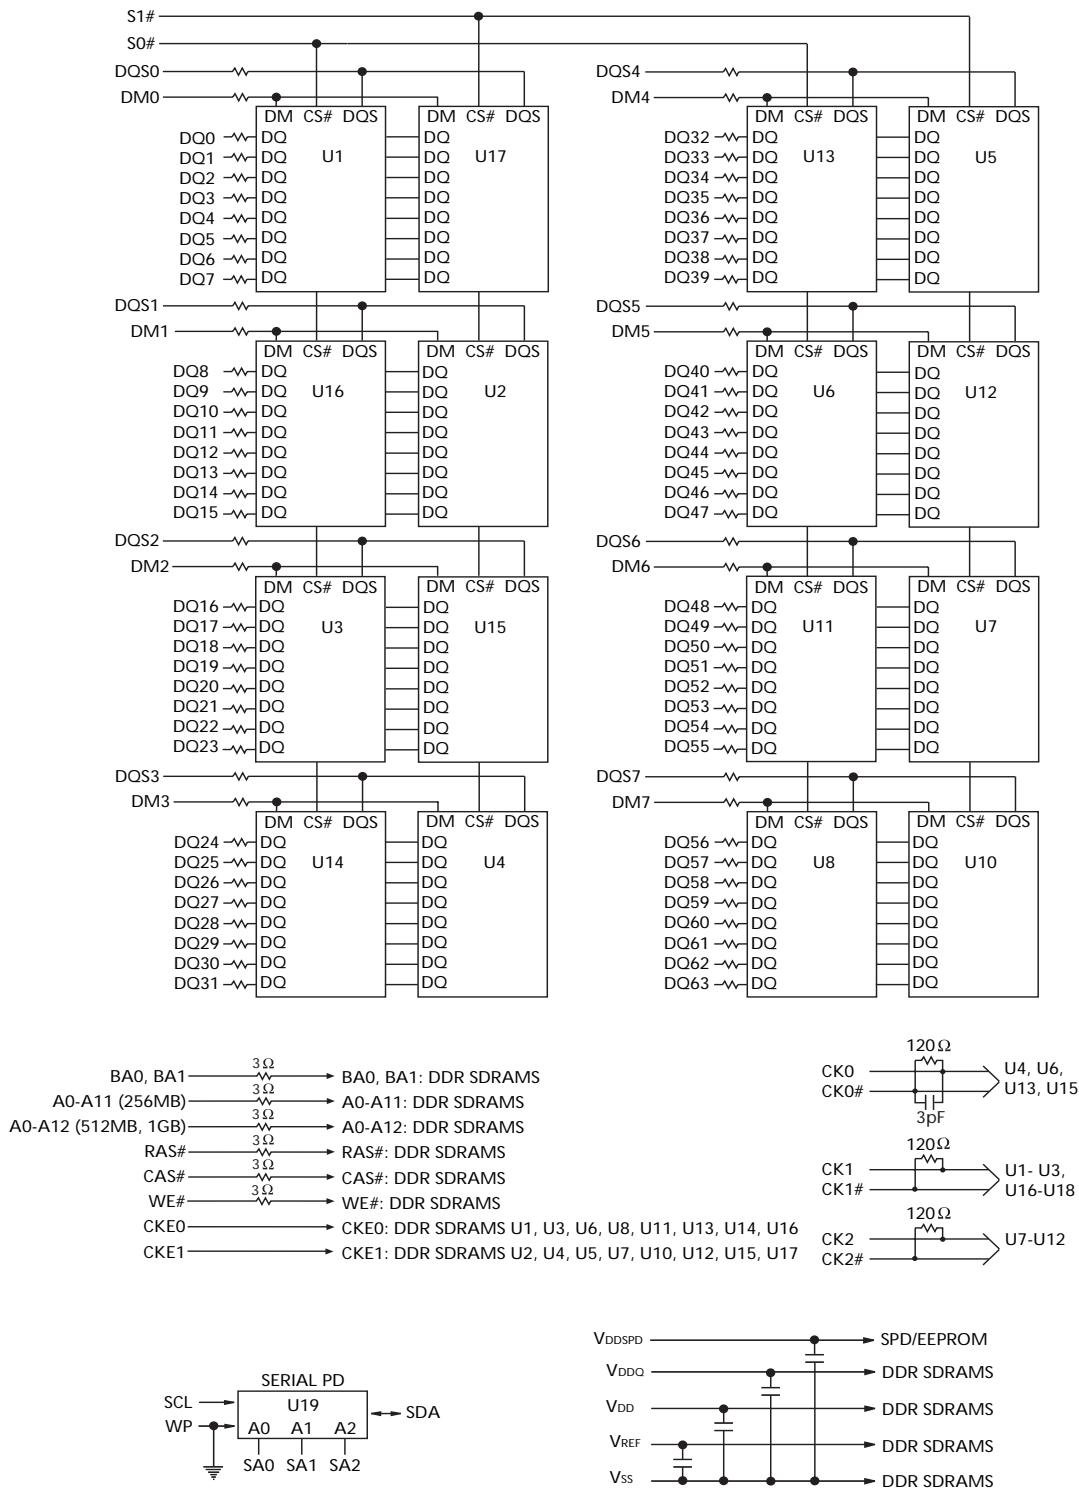 S1#
S0#
DQS0
DM0
DM CS# DQS
DM CS# DQS
DQ0 DQ DQ
U1 U17
DQ1 DQ DQ
DQ2 DQ DQ
DQ3 DQ DQ
DQ4 DQ DQ
DQ5 DQ DQ
DQ6 DQ DQ
DQ7 DQ DQ
DQS1
DM1
DM CS# DQS
DM CS# DQS
DQ8 DQ DQ
U16 U2
DQ9 DQ DQ
DQ10 DQ DQ
DQ11 DQ DQ
DQ12 DQ DQ
DQ13 DQ DQ
DQ14 DQ DQ
DQ15 DQ DQ
DQS2
DM2
DM CS# DQS
DM CS# DQS
DQ16 DQ DQ
U3 U15
DQ17 DQ DQ
DQ18 DQ DQ
DQ19 DQ DQ
DQ20 DQ DQ
DQ21 DQ DQ
DQ22 DQ DQ
DQ23 DQ DQ
DQS3
DM3
DM CS# DQS
DM CS# DQS
DQ24 DQ DQ
U14 U4
DQ25 DQ DQ
DQ26 DQ DQ
DQ27 DQ DQ
DQ28 DQ DQ
DQ29 DQ DQ
DQ30 DQ DQ
DQ31 DQ DQ
DQS4
DM4
DM CS# DQS
DM CS# DQS
DQ32 DQ DQ
U13 U5
DQ33 DQ DQ
DQ34 DQ DQ
DQ35 DQ DQ
DQ36 DQ DQ
DQ37 DQ DQ
DQ38 DQ DQ
DQ39 DQ DQ
DQS5
DM5
DM CS# DQS
DM CS# DQS
DQ40 DQ DQ
U6 U12
DQ41 DQ DQ
DQ42 DQ DQ
DQ43 DQ DQ
DQ44 DQ DQ
DQ45 DQ DQ
DQ46 DQ DQ
DQ47 DQ DQ
DQS6
DM6
DM CS# DQS
DM CS# DQS
DQ48 DQ DQ
U11 U7
DQ49 DQ DQ
DQ50 DQ DQ
DQ51 DQ DQ
DQ52 DQ DQ
DQ53 DQ DQ
DQ54 DQ DQ
DQ55 DQ DQ
DQS7
DM7
DM CS# DQS
DM CS# DQS
DQ56 DQ DQ
U8 U10
DQ57 DQ DQ
DQ58 DQ DQ
DQ59 DQ DQ
DQ60 DQ DQ
DQ61 DQ DQ
DQ62 DQ DQ
DQ63 DQ DQ
BA0, BA1 3Ω BA0, BA1: DDR SDRAMS
A0-A11 (256MB) 3Ω A0-A11: DDR SDRAMS
A0-A12 (512MB, 1GB) 3Ω A0-A12: DDR SDRAMS
RAS# 3Ω RAS#: DDR SDRAMS
CAS# 3Ω CAS#: DDR SDRAMS
WE# 3Ω WE#: DDR SDRAMS
CKE0 CKE0: DDR SDRAMS U1, U3, U6, U8, U11, U13, U14, U16
CKE1 CKE1: DDR SDRAMS U2, U4, U5, U7, U10, U12, U15, U17
120Ω
CK0 U4, U6,
CK0# U13, U15
3pF
120Ω
CK1 U1- U3,
CK1# U16-U18
120Ω
CK2 U7-U12
CK2#
SERIAL PD
SCL U19
WP A0 A1 A2 SDA
SA0 SA1 SA2
VDDSPD SPD/EEPROM
VDDQ DDR SDRAMS
VDD DDR SDRAMS
VREF DDR SDRAMS
VSS DDR SDRAMS